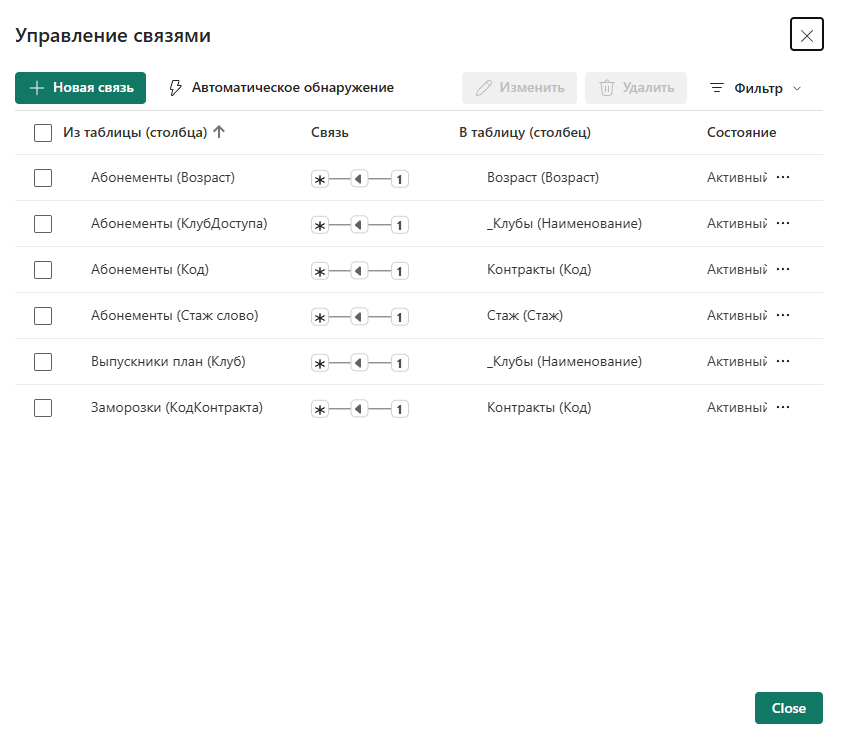 Управление связями
Новая связь Автоматическое обнаружение Изменить Удалить Фильтр
Из таблицы (столбца) Связь В таблицу (столбец) Состояние
Абонементы (Возраст) * 1 Возраст (Возраст) Активный ...
Абонементы (КлубДоступа) * 1 _Клубы (Наименование) Активный ...
Абонементы (Код) * 1 Контракты (Код) Активный ...
Абонементы (Стаж слово) * 1 Стаж (Стаж) Активный ...
Выпускники план (Клуб) * 1 _Клубы (Наименование) Активный ...
Заморозки (КодКонтракта) * 1 Контракты (Код) Активный ...
Close